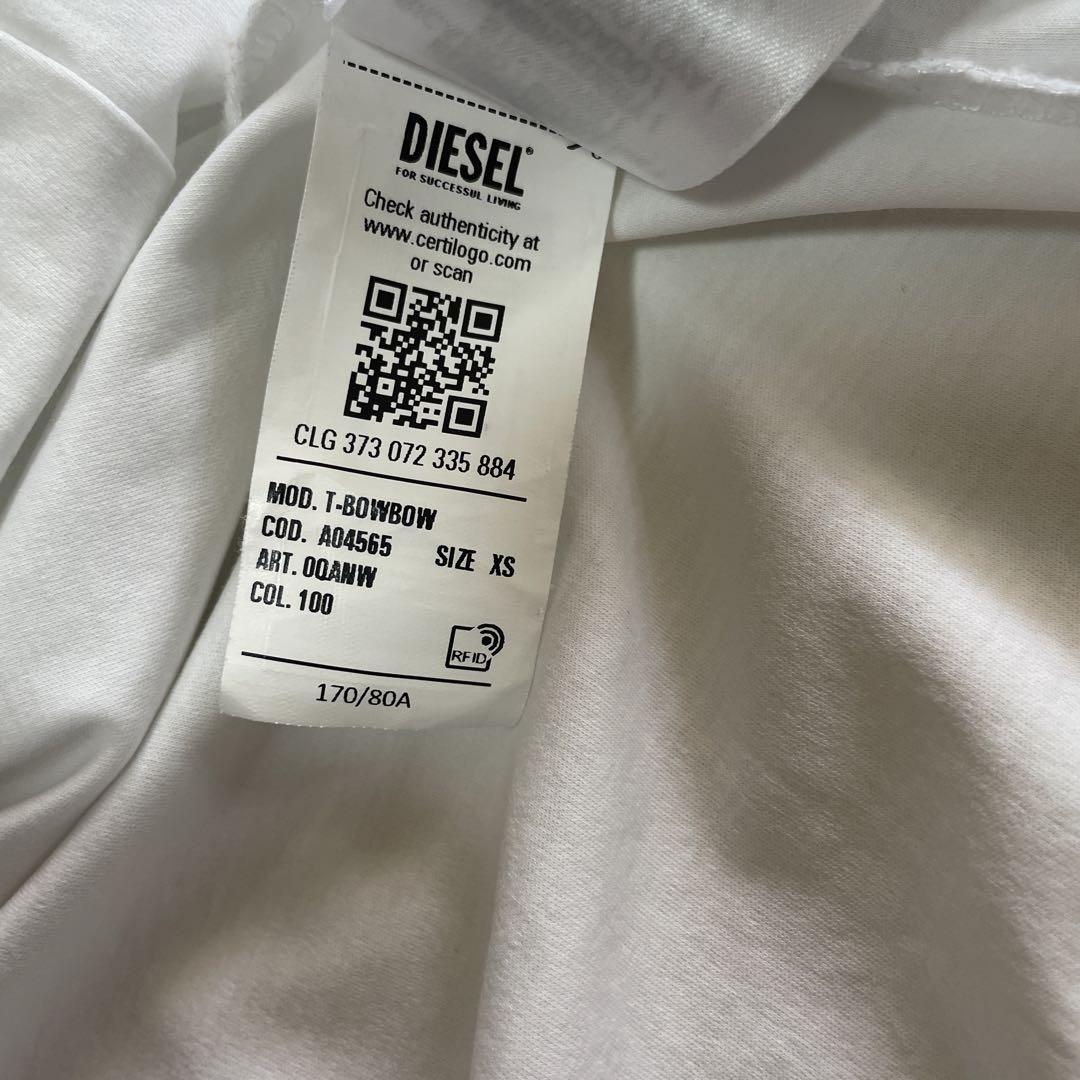 DIESEL®
FOR SUCCESSUL LIVING
Check authenticity at
www.certilogo.com
or scan
CLG 373 072 335 884
MOD. T-BOWBOW
COD. A04565 SIZE XS
ART. 0QANW
COL. 100
RFID
170/80A